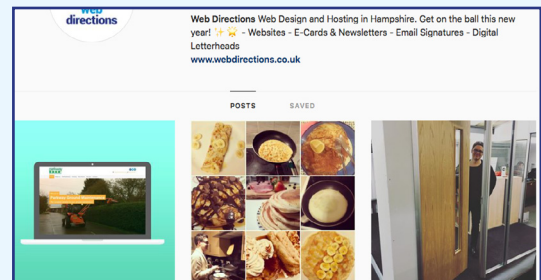 web
directions
Web Directions Web Design and Hosting in Hampshire. Get on the ball this new
year! ✨🏅 - Websites - E-Cards & Newsletters - Email Signatures - Digital
Letterheads
www.webdirections.co.uk
POSTS
SAVED